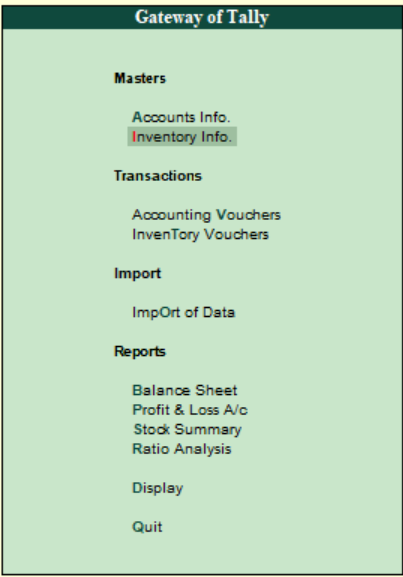 Gateway of Tally
Masters
Accounts Info.
Inventory Info.
Transactions
Accounting Vouchers
InvenTory Vouchers
Import
ImpOrt of Data
Reports
Balance Sheet
Profit & Loss A/c
Stock Summary
Ratio Analysis
Display
Quit